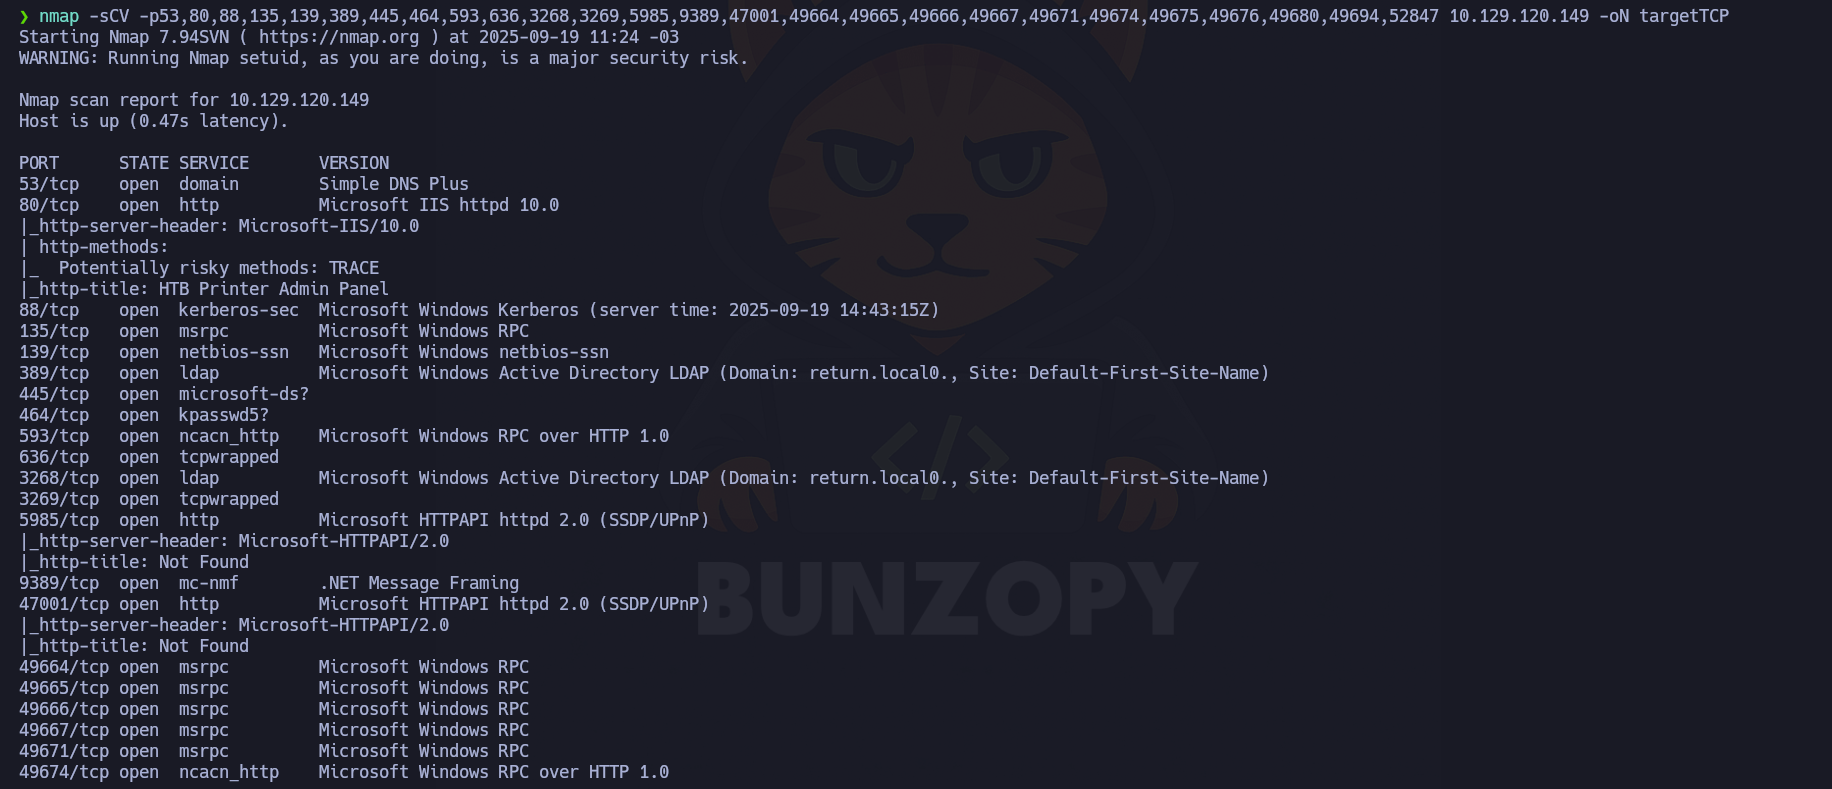 ❯ nmap -sCV -p53,80,88,135,139,389,445,464,593,636,3268,3269,5985,9389,47001,49664,49665,49666,49667,49671,49674,49675,49676,49680,49694,52847 10.129.120.149 -oN targetTCP
Starting Nmap 7.94SVN ( https://nmap.org ) at 2025-09-19 11:24 -03
WARNING: Running Nmap setuid, as you are doing, is a major security risk.

Nmap scan report for 10.129.120.149
Host is up (0.47s latency).

PORT      STATE SERVICE       VERSION
53/tcp    open  domain        Simple DNS Plus
80/tcp    open  http          Microsoft IIS httpd 10.0
|_http-server-header: Microsoft-IIS/10.0
| http-methods:
|_  Potentially risky methods: TRACE
|_http-title: HTB Printer Admin Panel
88/tcp    open  kerberos-sec  Microsoft Windows Kerberos (server time: 2025-09-19 14:43:15Z)
135/tcp   open  msrpc         Microsoft Windows RPC
139/tcp   open  netbios-ssn   Microsoft Windows netbios-ssn
389/tcp   open  ldap          Microsoft Windows Active Directory LDAP (Domain: return.local0., Site: Default-First-Site-Name)
445/tcp   open  microsoft-ds?
464/tcp   open  kpasswd5?
593/tcp   open  ncacn_http    Microsoft Windows RPC over HTTP 1.0
636/tcp   open  tcpwrapped
3268/tcp  open  ldap          Microsoft Windows Active Directory LDAP (Domain: return.local0., Site: Default-First-Site-Name)
3269/tcp  open  tcpwrapped
5985/tcp  open  http          Microsoft HTTPAPI httpd 2.0 (SSDP/UPnP)
|_http-server-header: Microsoft-HTTPAPI/2.0
|_http-title: Not Found
9389/tcp  open  mc-nmf        .NET Message Framing
47001/tcp open  http          Microsoft HTTPAPI httpd 2.0 (SSDP/UPnP)
|_http-server-header: Microsoft-HTTPAPI/2.0
|_http-title: Not Found
49664/tcp open  msrpc         Microsoft Windows RPC
49665/tcp open  msrpc         Microsoft Windows RPC
49666/tcp open  msrpc         Microsoft Windows RPC
49667/tcp open  msrpc         Microsoft Windows RPC
49671/tcp open  msrpc         Microsoft Windows RPC
49674/tcp open  ncacn_http    Microsoft Windows RPC over HTTP 1.0
</>
BUNZOPY